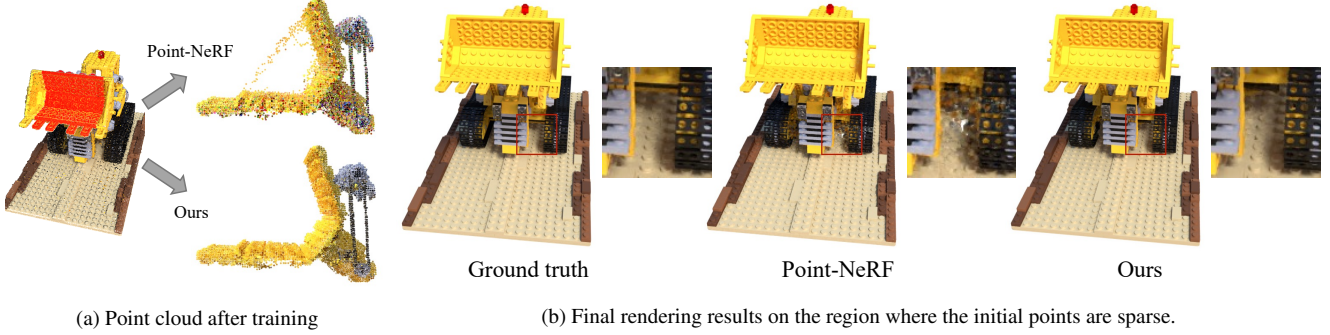 Point-NeRF
Ours
Ground truth
Point-NeRF
Ours
(a) Point cloud after training
(b) Final rendering results on the region where the initial points are sparse.